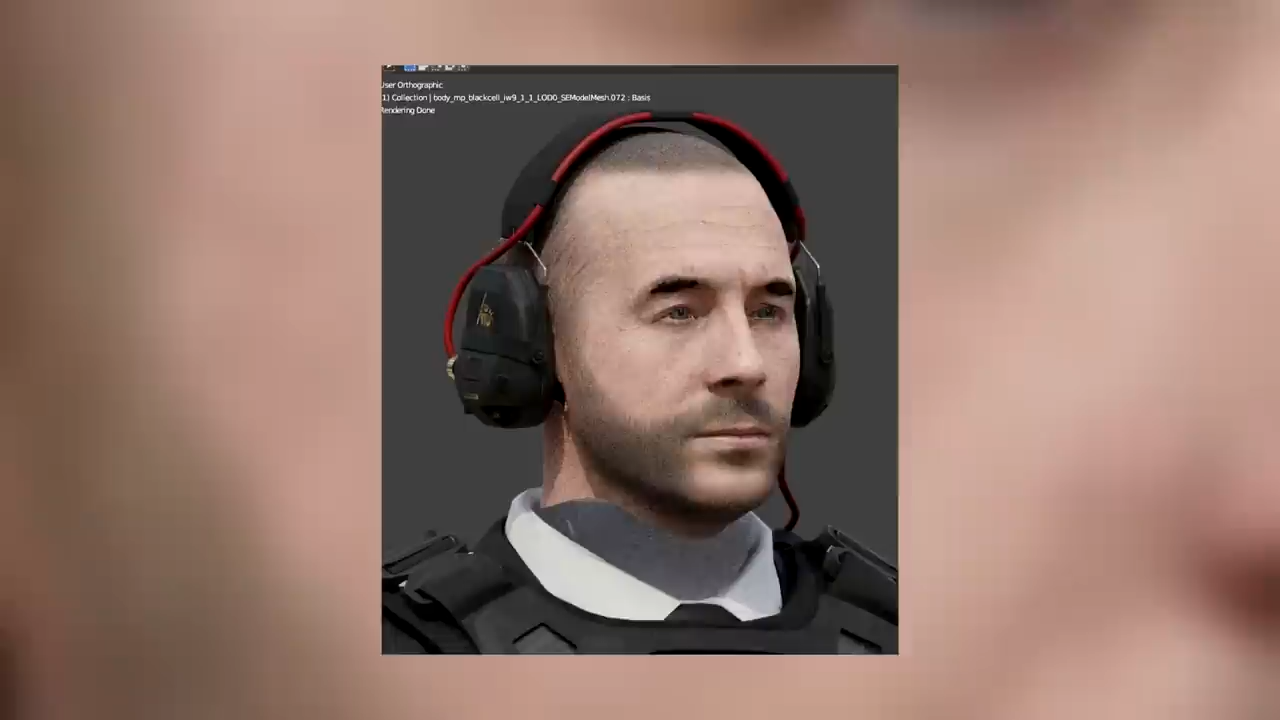 User Orthographic
1) Collection | body_mp_blackcell_iw9_1_1_LOD0_SEModelMesh.072 : Basis
Rendering Done